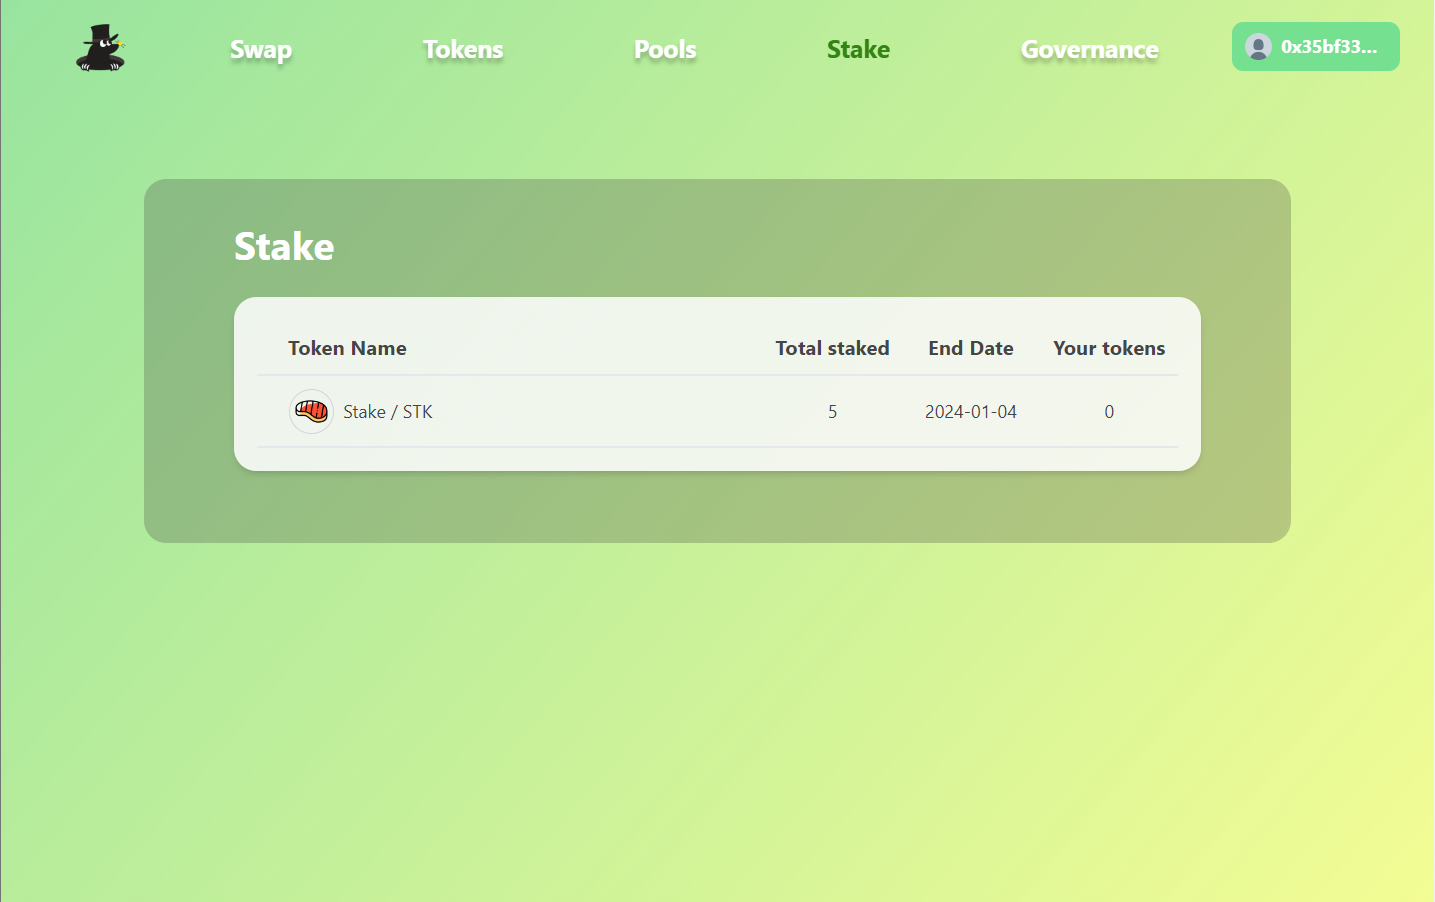 Swap Tokens Pools Stake Governance 0x35bf33...
Stake
Token Name Total staked End Date Your tokens
Stake / STK 5 2024-01-04 0